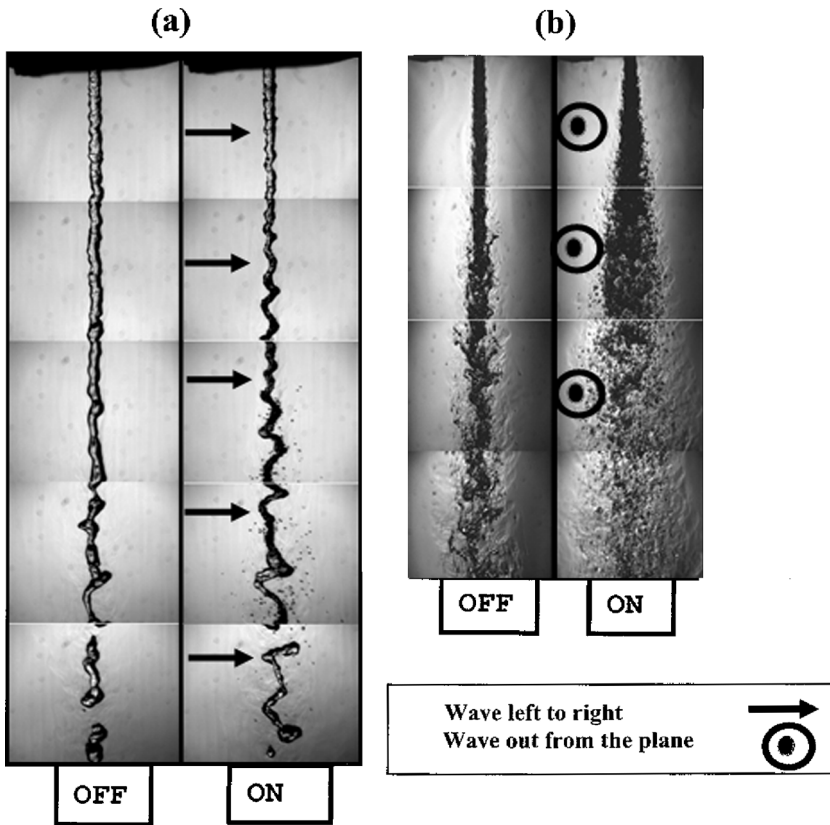 (a)
(b)
OFF
ON
OFF
ON
Wave left to right
Wave out from the plane